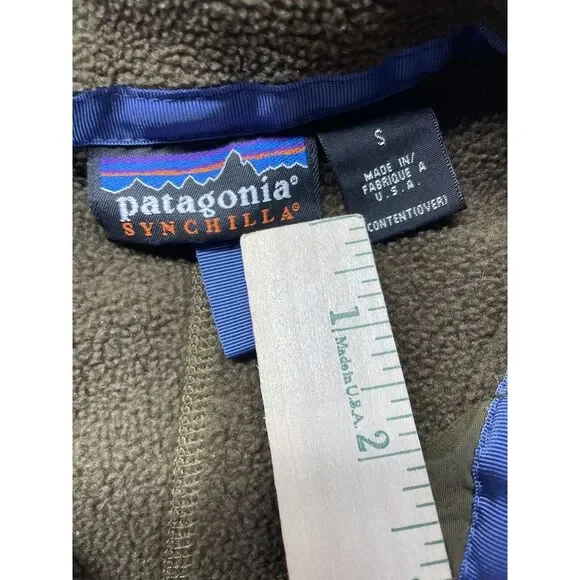 patagonia®
SYNCHILLA®
S
MADE IN/
FABRIQUE A
U.S.A.
CONTENT(OVER)
1
Made in U.S.A.
2